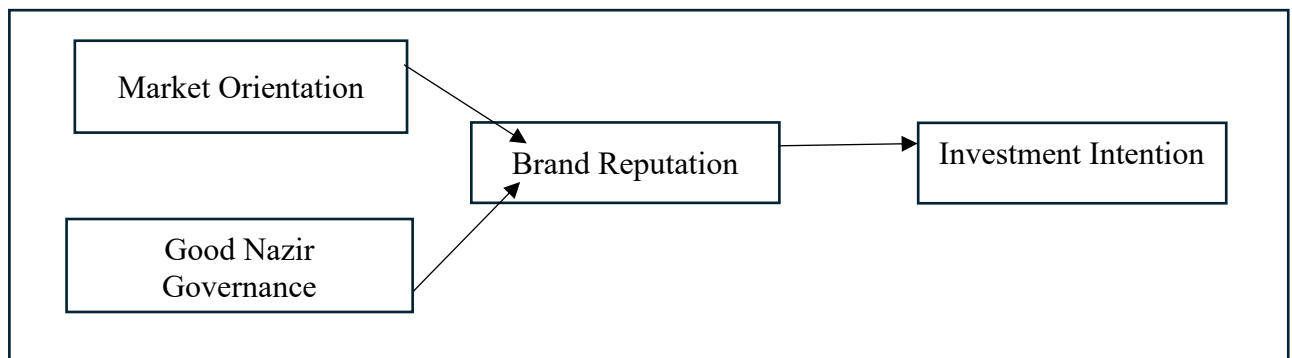 Market Orientation
Brand Reputation
Investment Intention
Good Nazir
Governance